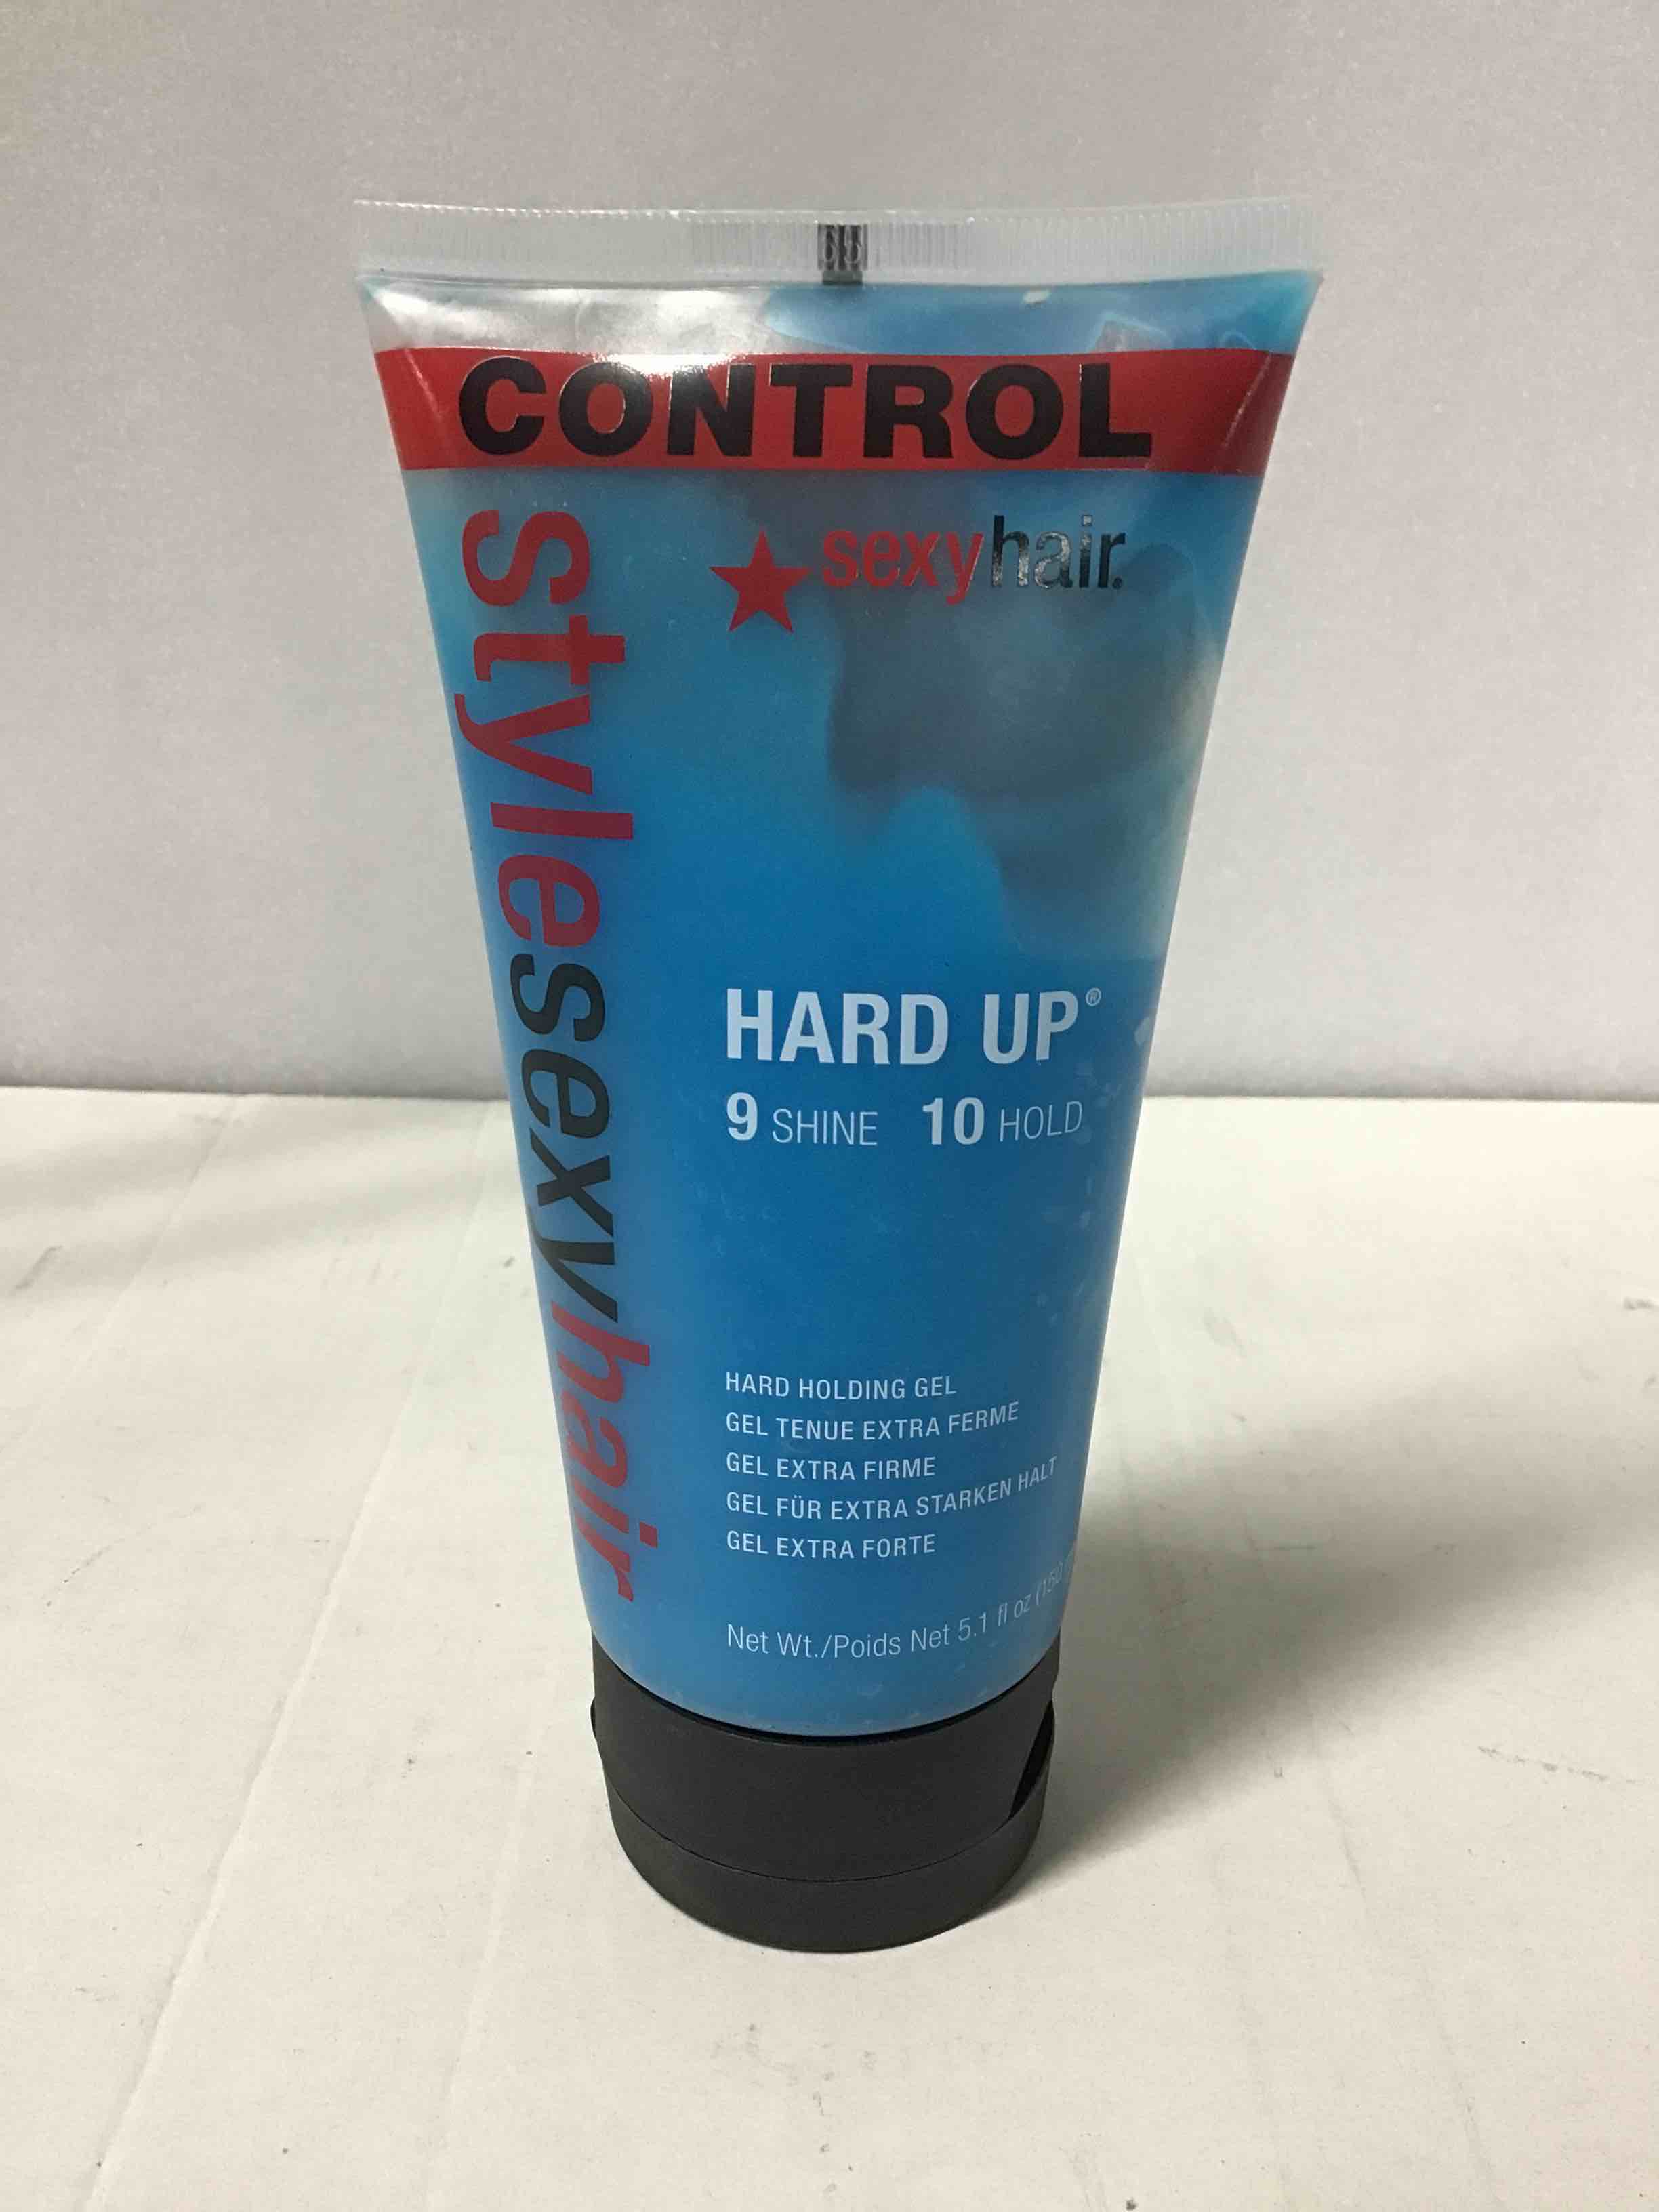 CONTROL
sexyhair.
stylesexyhair
HARD UP®
9 SHINE 10 HOLD
HARD HOLDING GEL
GEL TENUE EXTRA FERME
GEL EXTRA FIRME
GEL FÜR EXTRA STARKEN HALT
GEL EXTRA FORTE
Net Wt./Poids Net 5.1 fl oz (150